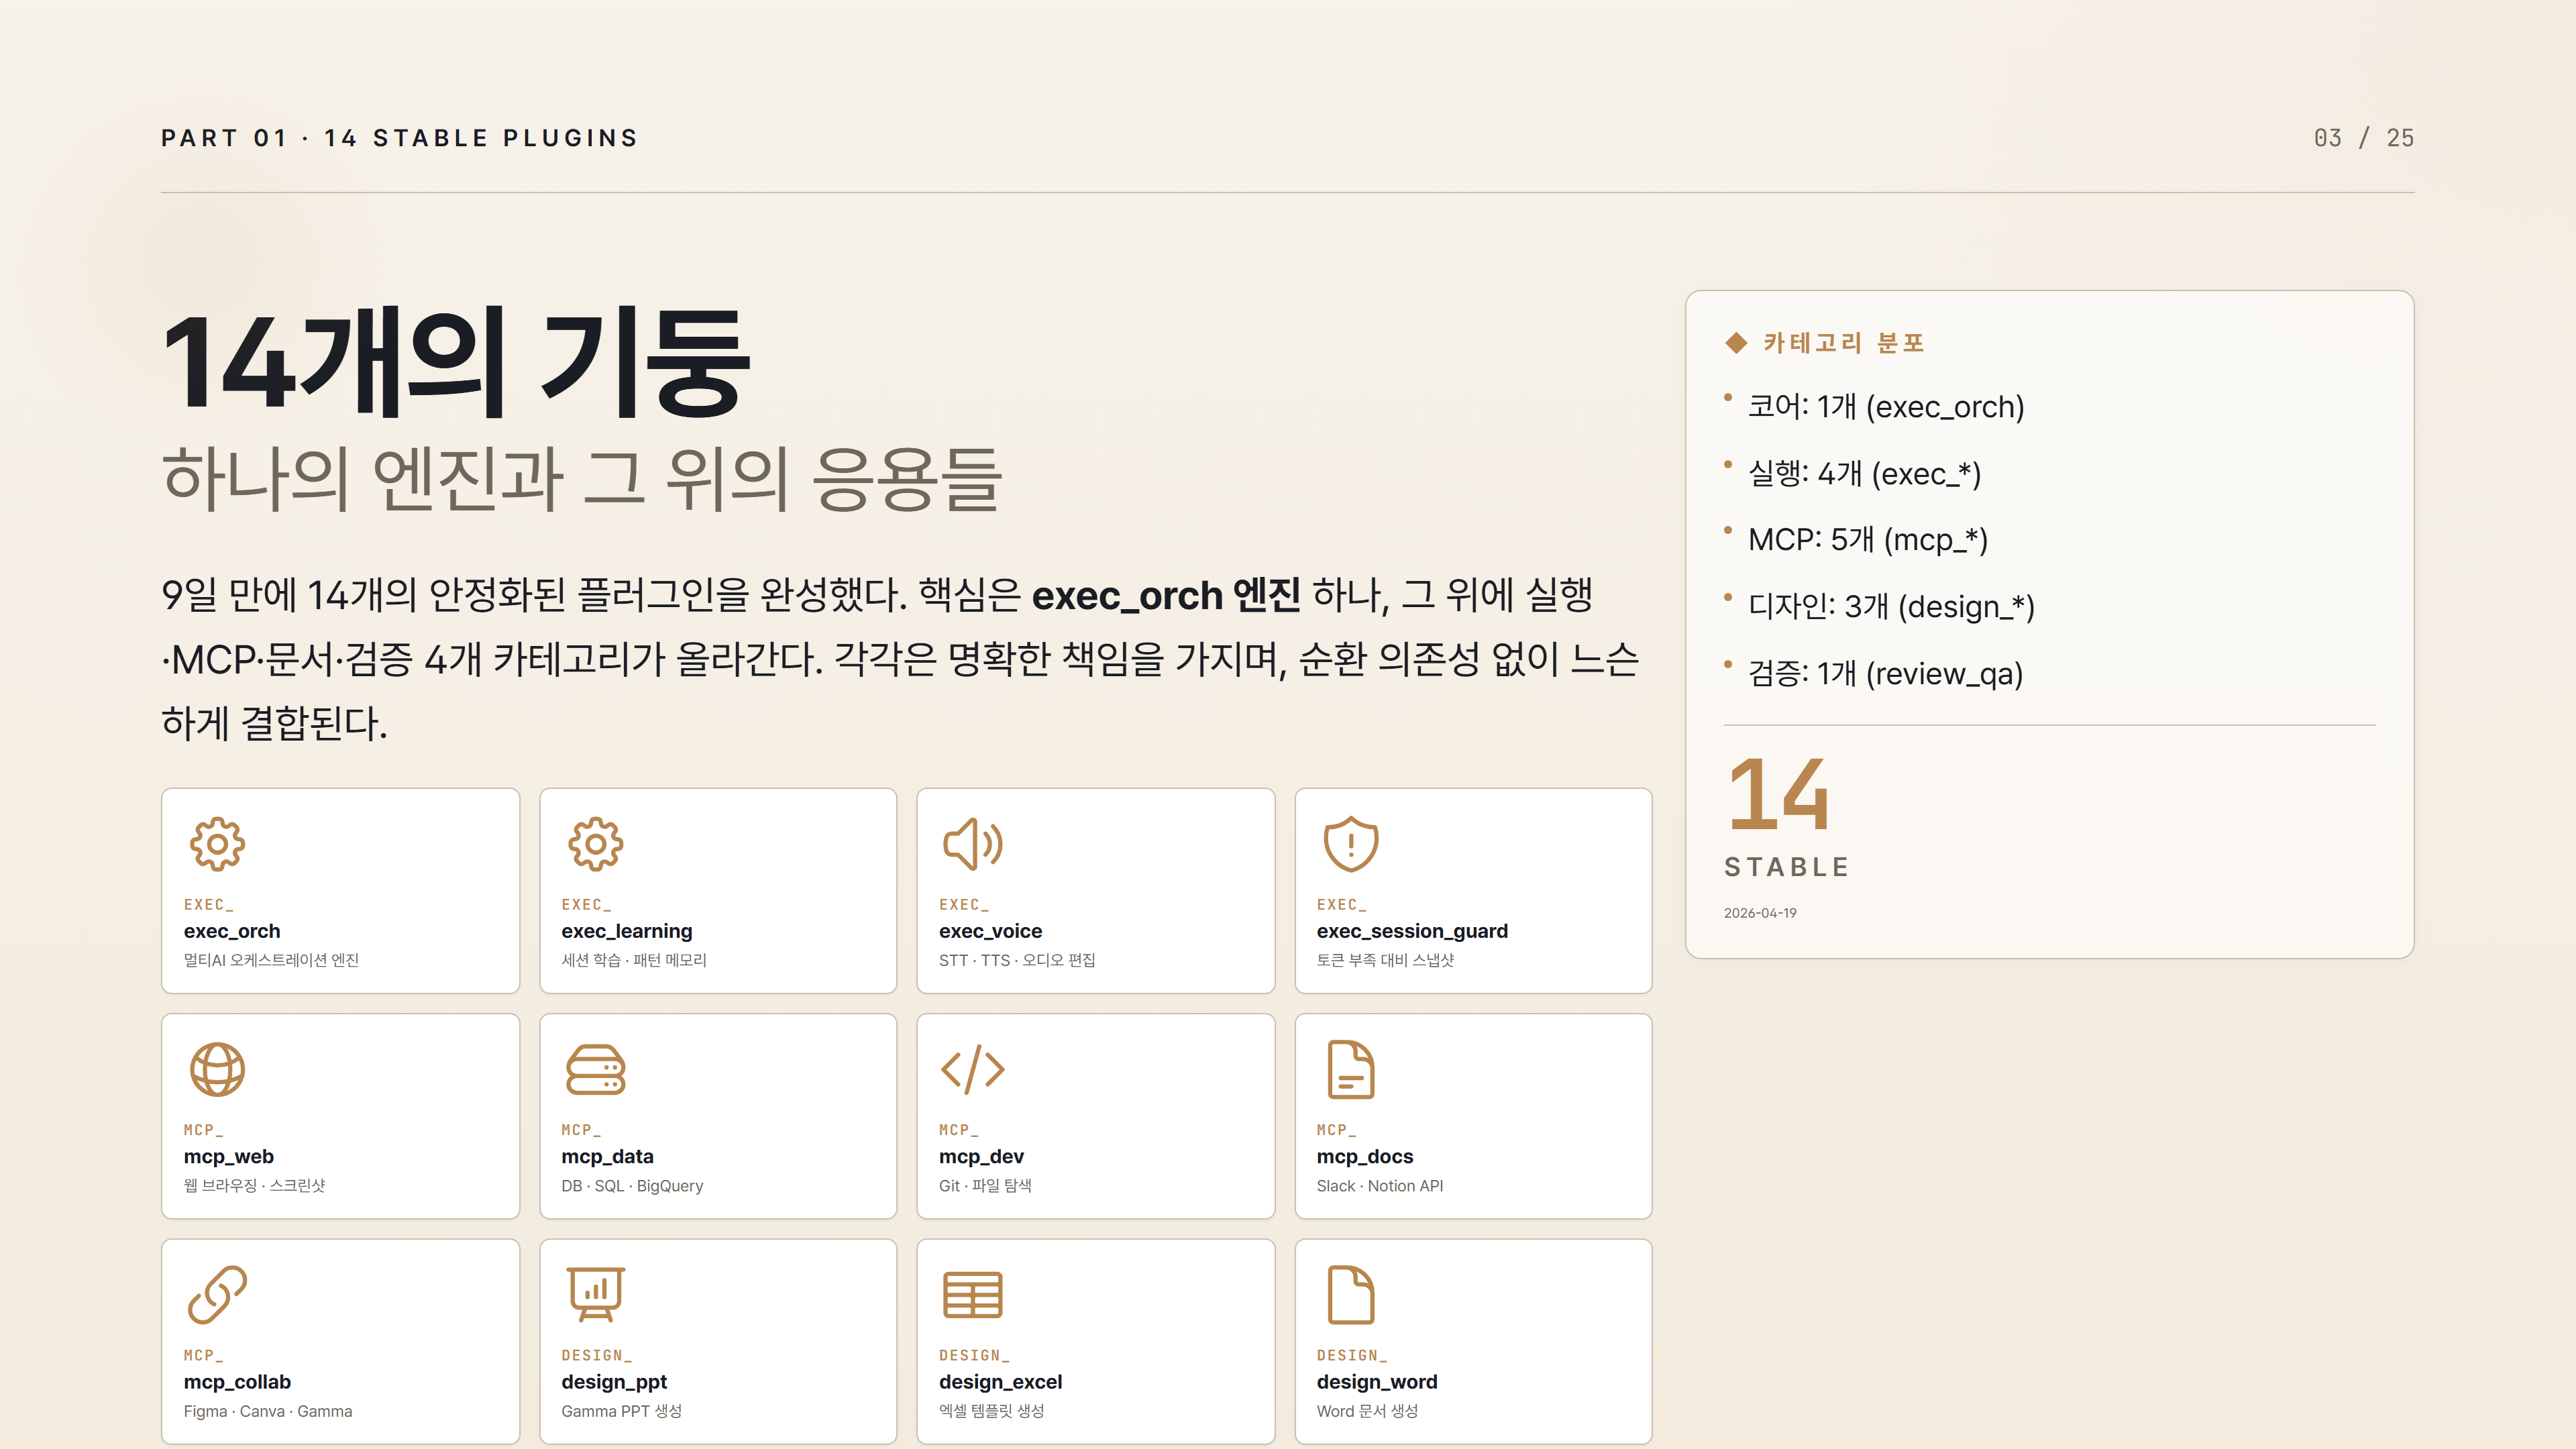 PART 01 · 14 STABLE PLUGINS
03 / 25
14개의 기둥
하나의 엔진과 그 위의 응용들
9일 만에 14개의 안정화된 플러그인을 완성했다. 핵심은 exec_orch 엔진 하나, 그 위에 실행
·MCP·문서·검증 4개 카테고리가 올라간다. 각각은 명확한 책임을 가지며, 순환 의존성 없이 느슨
하게 결합된다.
EXEC_
exec_orch
멀티AI 오케스트레이션 엔진
EXEC_
exec_learning
세션 학습 · 패턴 메모리
EXEC_
exec_voice
STT · TTS · 오디오 편집
EXEC_
exec_session_guard
토큰 부족 대비 스냅샷
MCP_
mcp_web
웹 브라우징 · 스크린샷
MCP_
mcp_data
DB · SQL · BigQuery
MCP_
mcp_dev
Git · 파일 탐색
MCP_
mcp_docs
Slack · Notion API
MCP_
mcp_collab
Figma · Canva · Gamma
DESIGN_
design_ppt
Gamma PPT 생성
DESIGN_
design_excel
엑셀 템플릿 생성
DESIGN_
design_word
Word 문서 생성
◆ 카테고리 분포
• 코어: 1개 (exec_orch)
• 실행: 4개 (exec_*)
• MCP: 5개 (mcp_*)
• 디자인: 3개 (design_*)
• 검증: 1개 (review_qa)
14
STABLE
2026-04-19